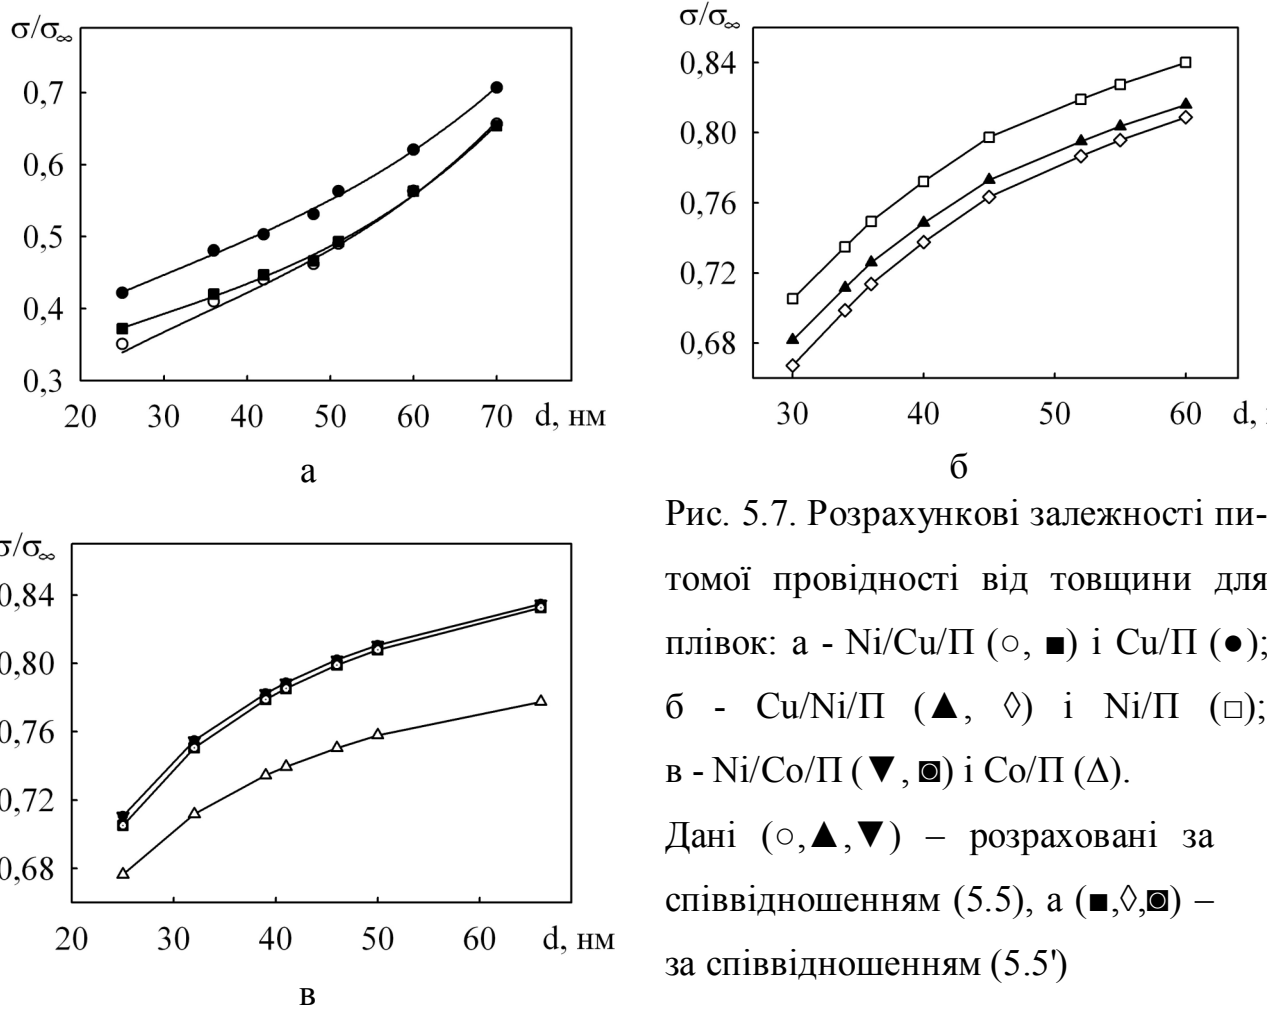 σ/σ∞
0,7
0,6
0,5
0,4
0,3
20 30 40 50 60 70 d, нм
а
σ/σ∞
0,84
0,80
0,76
0,72
0,68
30 40 50 60 d,
б
σ/σ∞
0,84
0,80
0,76
0,72
0,68
20 30 40 50 60 d, нм
в
Рис. 5.7. Розрахункові залежності пи-
томої провідності від товщини для
плівок: а - Ni/Cu/П (○, ■) і Cu/П (●);
б - Cu/Ni/П (▲, ◊) і Ni/П (□);
в - Ni/Co/П (▼, ◙) і Co/П (Δ).
Дані (○,▲,▼) – розраховані за
співвідношенням (5.5), а (■,◊,◙) –
за співвідношенням (5.5')